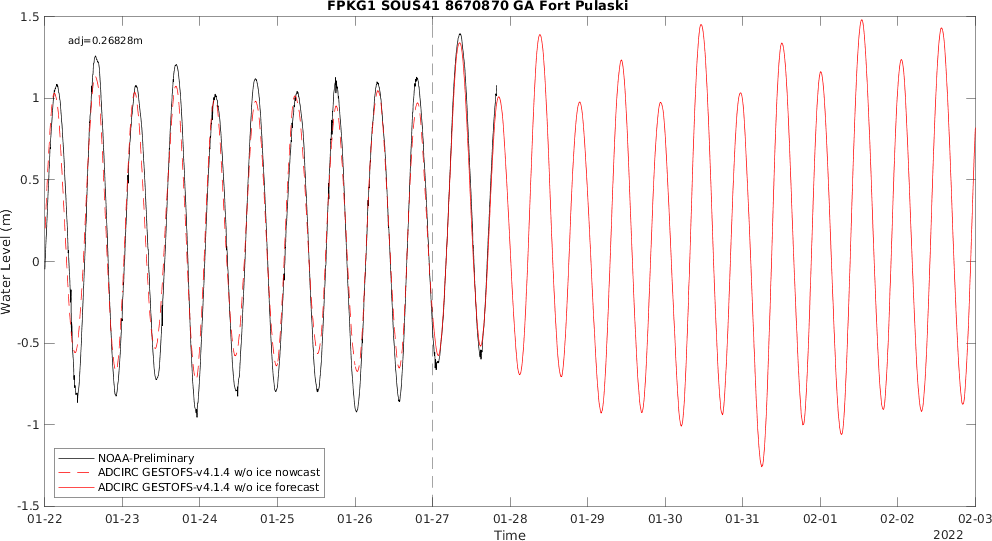 FPKG1 SOUS41 8670870 GA Fort Pulaski
adj=0.26828m
1.5
1
0.5
0
-0.5
-1
-1.5
Water Level (m)
NOAA-Preliminary
ADCIRC GESTOFS-v4.1.4 w/o ice nowcast
ADCIRC GESTOFS-v4.1.4 w/o ice forecast
01-22 01-23 01-24 01-25 01-26 01-27 01-28 01-29 01-30 01-31 02-01 02-02 02-03
Time
2022